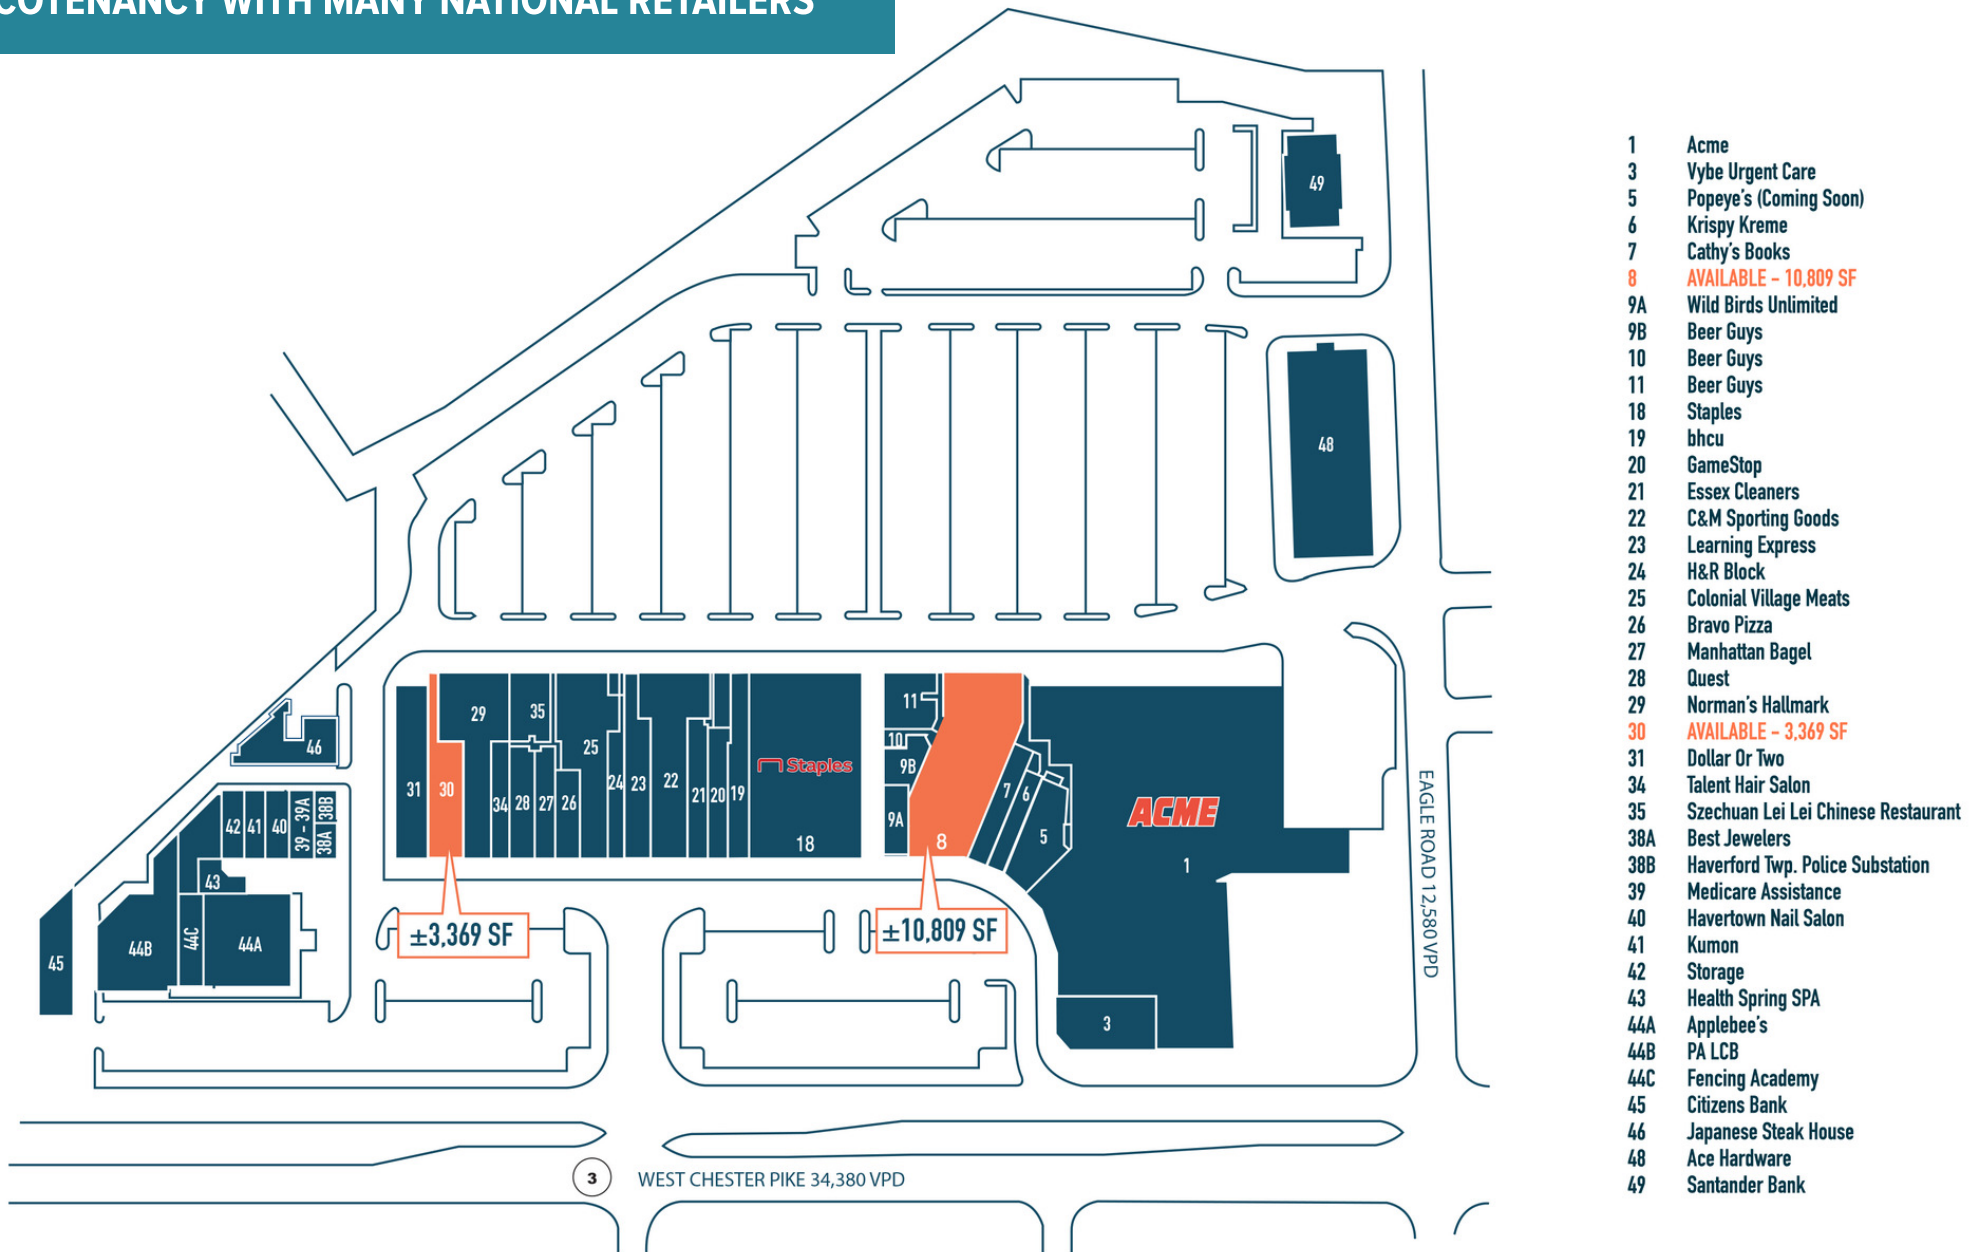 COTENANCY WITH MANY NATIONAL RETAILERS
1 Acme
3 Vybe Urgent Care
5 Popeye's (Coming Soon)
6 Krispy Kreme
7 Cathy's Books
8 AVAILABLE - 10,809 SF
9A Wild Birds Unlimited
9B Beer Guys
10 Beer Guys
11 Beer Guys
18 Staples
19 bhcu
20 GameStop
21 Essex Cleaners
22 C&M Sporting Goods
23 Learning Express
24 H&R Block
25 Colonial Village Meats
26 Bravo Pizza
27 Manhattan Bagel
28 Quest
29 Norman's Hallmark
30 AVAILABLE - 3,369 SF
31 Dollar Or Two
34 Talent Hair Salon
35 Szechuan Lei Lei Chinese Restaurant
38A Best Jewelers
38B Haverford Twp. Police Substation
39 Medicare Assistance
40 Havertown Nail Salon
41 Kumon
42 Storage
43 Health Spring SPA
44A Applebee's
44B PA LCB
44C Fencing Academy
45 Citizens Bank
46 Japanese Steak House
48 Ace Hardware
49 Santander Bank
49
48
46
31
30
29
34
28
35
27
26
25
24
23
22
21
20
19
Staples
18
11
10
9B
9A
8
7
6
5
ACME
1
3
42
41
40
39 - 39A
38B
38A
43
44B
44C
44A
45
±3,369 SF
±10,809 SF
EAGLE ROAD 12,580 VPD
3
WEST CHESTER PIKE 34,380 VPD